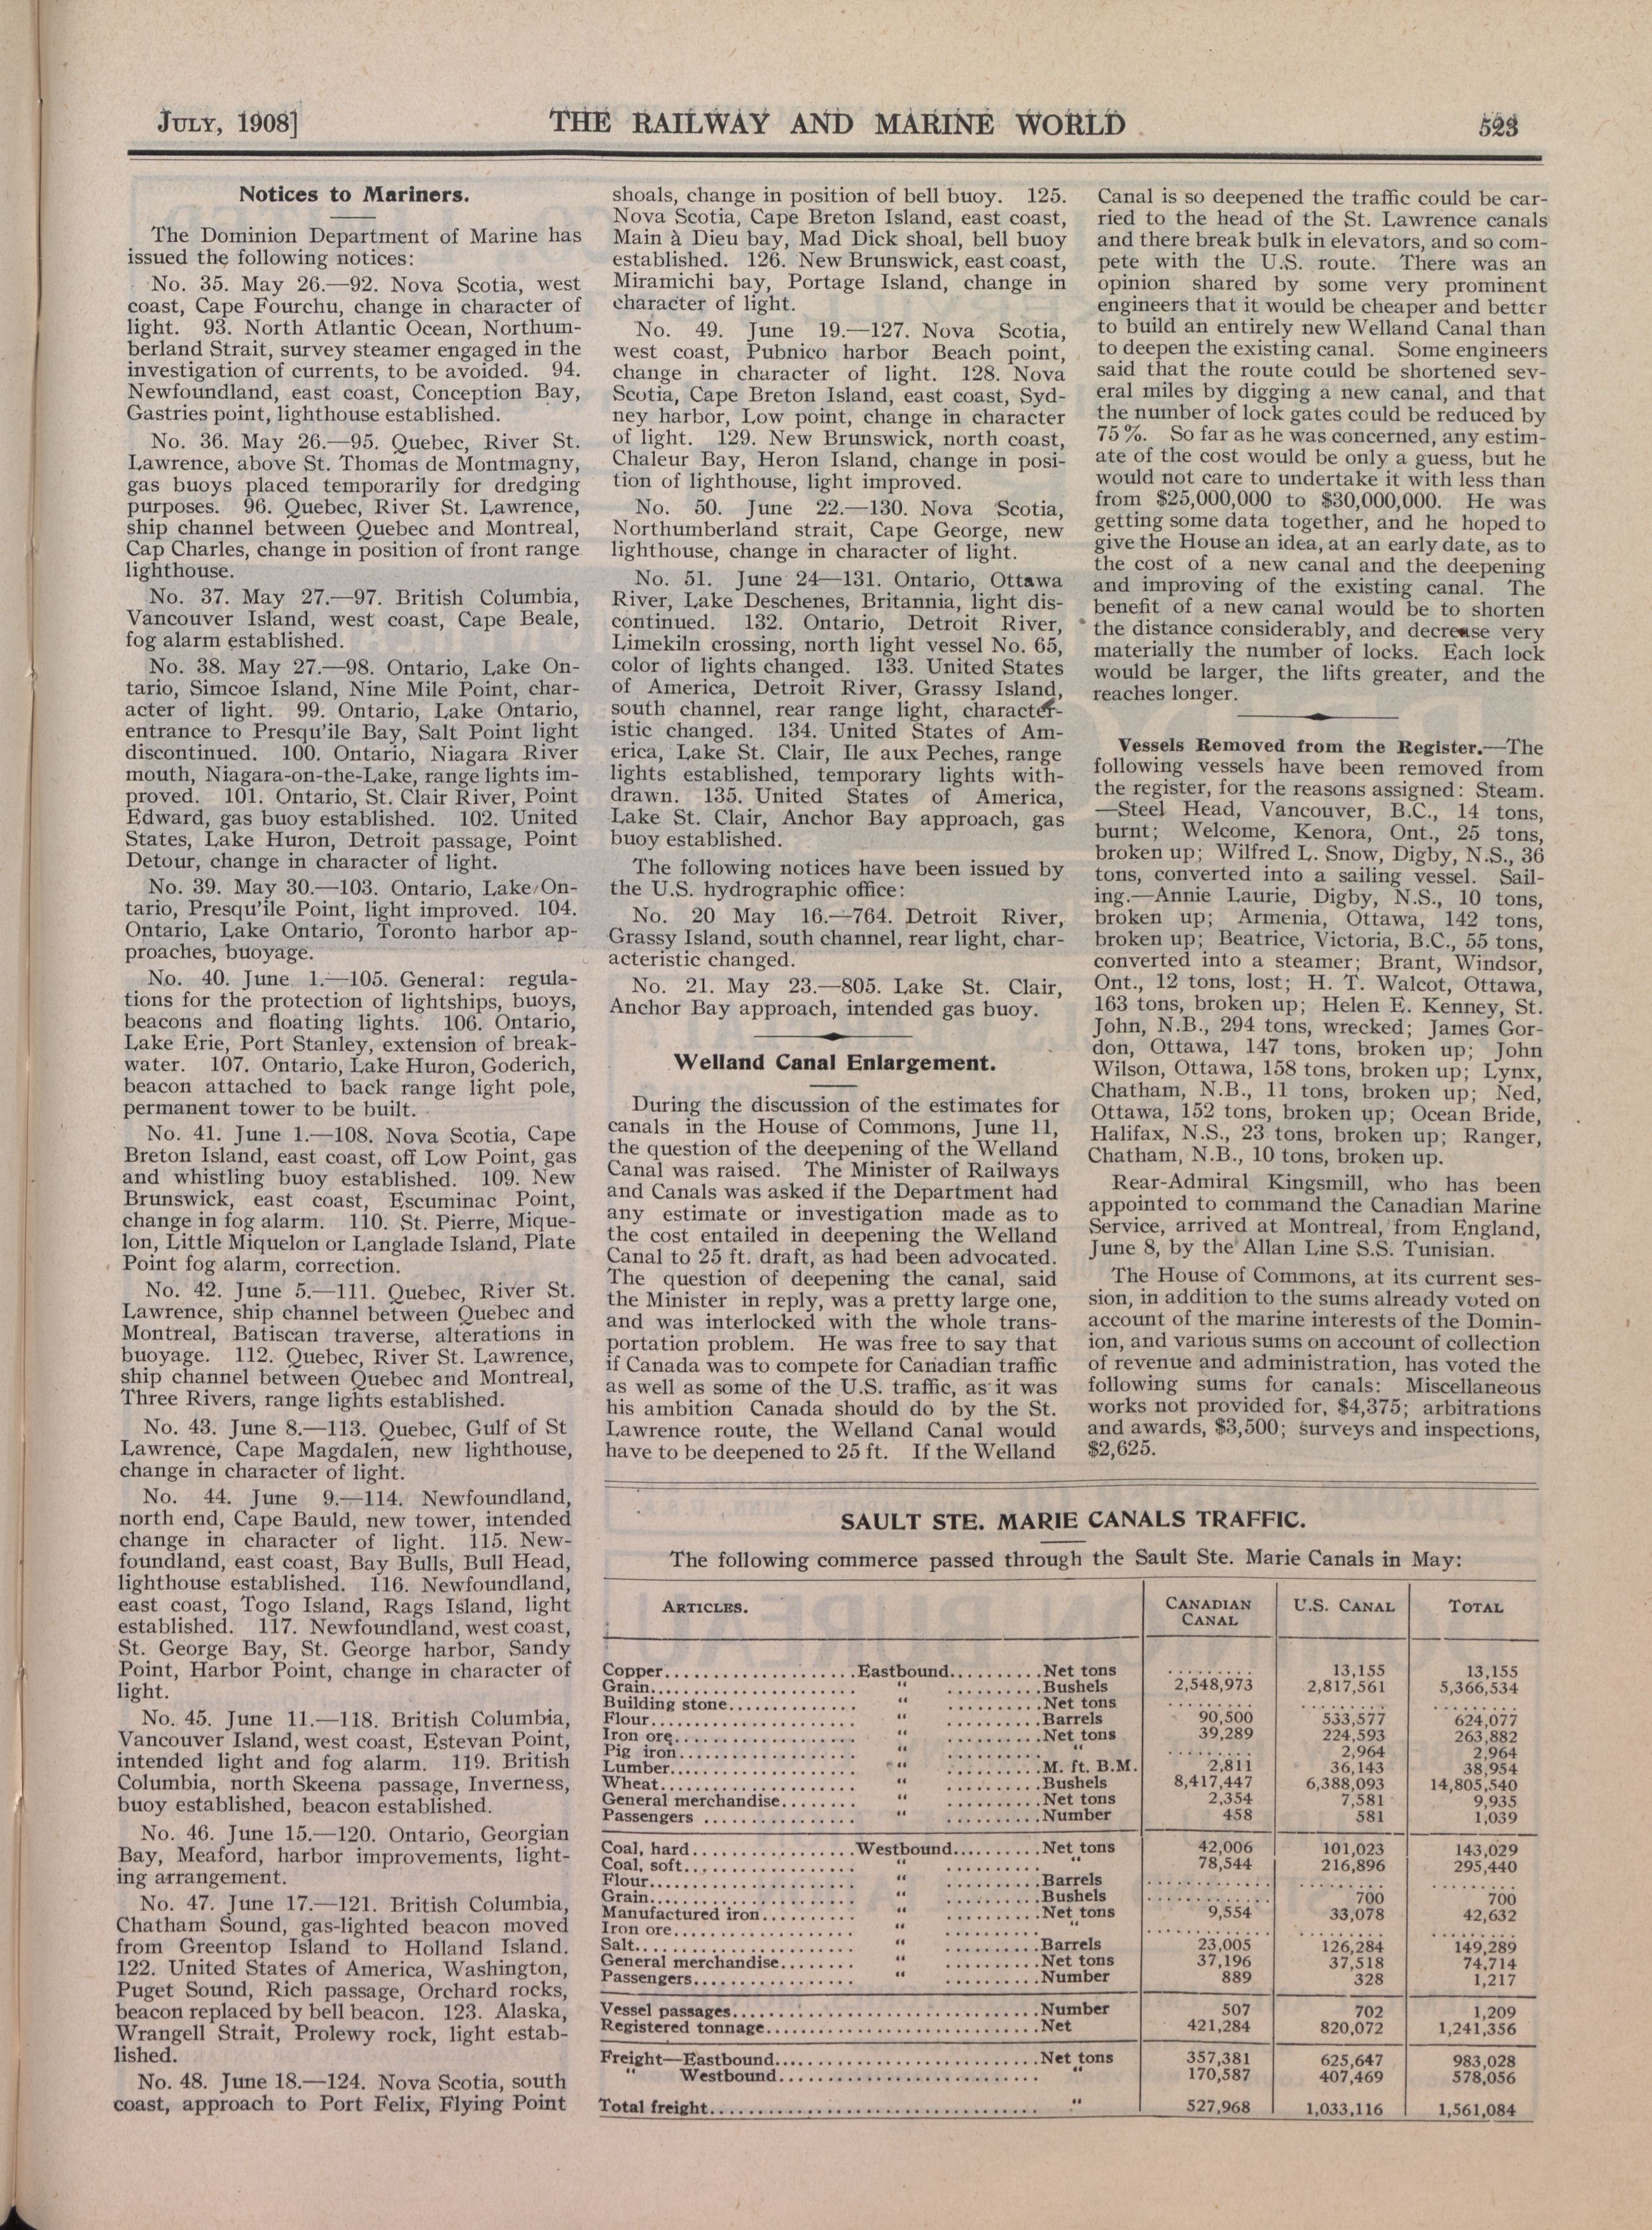 JULY, 1908]
THE RAILWAY AND MARINE WORLD
523
Notices to Mariners.
The Dominion Department of Marine has
issued the following notices:
No. 35. May 26.—92. Nova Scotia, west
coast, Cape Fourchu, change in character of
light. 93. North Atlantic Ocean, Northum-
berland Strait, survey steamer engaged in the
investigation of currents, to be avoided. 94.
Newfoundland, east coast, Conception Bay,
Gastries point, lighthouse established.
No. 36. May 26.—95. Quebec, River St.
Lawrence, above St. Thomas de Montmagny,
gas buoys placed temporarily for dredging
purposes. 96. Quebec, River St. Lawrence,
ship channel between Quebec and Montreal,
Cap Charles, change in position of front range
lighthouse.
No. 37. May 27.—97. British Columbia,
Vancouver Island, west coast, Cape Beale,
fog alarm established.
No. 38. May 27.—98. Ontario, Lake On-
tario, Simcoe Island, Nine Mile Point, char-
acter of light. 99. Ontario, Lake Ontario,
entrance to Presqu'ile Bay, Salt Point light
discontinued. 100. Ontario, Niagara River
mouth, Niagara-on-the-Lake, range lights im-
proved. 101. Ontario, St. Clair River, Point
Edward, gas buoy established. 102. United
States, Lake Huron, Detroit passage, Point
Detour, change in character of light.
No. 39. May 30.—103. Ontario, Lake On-
tario, Presqu'ile Point, light improved. 104.
Ontario, Lake Ontario, Toronto harbor ap-
proaches, buoyage.
No. 40. June 1.—105. General: regula-
tions for the protection of lightships, buoys,
beacons and floating lights. 106. Ontario,
Lake Erie, Port Stanley, extension of break-
water. 107. Ontario, Lake Huron, Goderich,
beacon attached to back range light pole,
permanent tower to be built.
No. 41. June 1.—108. Nova Scotia, Cape
Breton Island, east coast, off Low Point, gas
and whistling buoy established. 109. New
Brunswick, east coast, Escuminac Point,
change in fog alarm. 110. St. Pierre, Mique-
lon, Little Miquelon or Langlade Island, Plate
Point fog alarm, correction.
No. 42. June 5.—111. Quebec, River St.
Lawrence, ship channel between Quebec and
Montreal, Batiscan traverse, alterations in
buoyage. 112. Quebec, River St. Lawrence,
ship channel between Quebec and Montreal,
Three Rivers, range lights established.
No. 43. June 8.—113. Quebec, Gulf of St
Lawrence, Cape Magdalen, new lighthouse,
change in character of light.
No. 44. June 9.—114. Newfoundland,
north end, Cape Bauld, new tower, intended
change in character of light. 115. New-
foundland, east coast, Bay Bulls, Bull Head,
lighthouse established. 116. Newfoundland,
east coast, Togo Island, Rags Island, light
established. 117. Newfoundland, west coast,
St. George Bay, St. George harbor, Sandy
Point, Harbor Point, change in character of
light.
No. 45. June 11.—118. British Columbia,
Vancouver Island, west coast, Estevan Point,
intended light and fog alarm. 119. British
Columbia, north Skeena passage, Inverness,
buoy established, beacon established.
No. 46. June 15.—120. Ontario, Georgian
Bay, Meaford, harbor improvements, light-
ing arrangement.
No. 47. June 17.—121. British Columbia,
Chatham Sound, gas-lighted beacon moved
from Greentop Island to Holland Island.
122. United States of America, Washington,
Puget Sound, Rich passage, Orchard rocks,
beacon replaced by bell beacon. 123. Alaska,
Wrangell Strait, Prolewy rock, light estab-
lished.
No. 48. June 18.—124. Nova Scotia, south
coast, approach to Port Felix, Flying Point
shoals, change in position of bell buoy. 125.
Nova Scotia, Cape Breton Island, east coast,
Main à Dieu bay, Mad Dick shoal, bell buoy
established. 126. New Brunswick, east coast,
Miramichi bay, Portage Island, change in
character of light.
No. 49. June 19.—127. Nova Scotia,
west coast, Pubnico harbor Beach point,
change in character of light. 128. Nova
Scotia, Cape Breton Island, east coast, Syd-
ney harbor, Low point, change in character
of light. 129. New Brunswick, north coast,
Chaleur Bay, Heron Island, change in posi-
tion of lighthouse, light improved.
No. 50. June 22.—130. Nova Scotia,
Northumberland strait, Cape George, new
lighthouse, change in character of light.
No. 51. June 24—131. Ontario, Ottawa
River, Lake Deschenes, Britannia, light dis-
continued. 132. Ontario, Detroit River,
Limekiln crossing, north light vessel No. 65,
color of lights changed. 133. United States
of America, Detroit River, Grassy Island,
south channel, rear range light, character-
istic changed. 134. United States of Am-
erica, Lake St. Clair, Ile aux Peches, range
lights established, temporary lights with-
drawn. 135. United States of America,
Lake St. Clair, Anchor Bay approach, gas
buoy established.
The following notices have been issued by
the U.S. hydrographic office:
No. 20 May 16.—764. Detroit River,
Grassy Island, south channel, rear light, char-
acteristic changed.
No. 21. May 23.—805. Lake St. Clair,
Anchor Bay approach, intended gas buoy.
Welland Canal Enlargement.
During the discussion of the estimates for
canals in the House of Commons, June 11,
the question of the deepening of the Welland
Canal was raised. The Minister of Railways
and Canals was asked if the Department had
any estimate or investigation made as to
the cost entailed in deepening the Welland
Canal to 25 ft. draft, as had been advocated.
The question of deepening the canal, said
the Minister in reply, was a pretty large one,
and was interlocked with the whole trans-
portation problem. He was free to say that
if Canada was to compete for Canadian traffic
as well as some of the U.S. traffic, as it was
his ambition Canada should do by the St.
Lawrence route, the Welland Canal would
have to be deepened to 25 ft. If the Welland
Canal is so deepened the traffic could be car-
ried to the head of the St. Lawrence canals
and there break bulk in elevators, and so com-
pete with the U.S. route. There was an
opinion shared by some very prominent
engineers that it would be cheaper and better
to build an entirely new Welland Canal than
to deepen the existing canal. Some engineers
said that the route could be shortened sev-
eral miles by digging a new canal, and that
the number of lock gates could be reduced by
75%. So far as he was concerned, any estim-
ate of the cost would be only a guess, but he
would not care to undertake it with less than
from $25,000,000 to $30,000,000. He was
getting some data together, and he hoped to
give the House an idea, at an early date, as to
the cost of a new canal and the deepening
and improving of the existing canal. The
benefit of a new canal would be to shorten
the distance considerably, and decrease very
materially the number of locks. Each lock
would be larger, the lifts greater, and the
reaches longer.
Vessels Removed from the Register.—The
following vessels have been removed from
the register, for the reasons assigned: Steam.
—Steel Head, Vancouver, B.C., 14 tons,
burnt; Welcome, Kenora, Ont., 25 tons,
broken up; Wilfred L. Snow, Digby, N.S., 36
tons, converted into a sailing vessel. Sail-
ing.—Annie Laurie, Digby, N.S., 10 tons,
broken up; Armenia, Ottawa, 142 tons,
broken up; Beatrice, Victoria, B.C., 55 tons,
converted into a steamer; Brant, Windsor,
Ont., 12 tons, lost; H. T. Walcot, Ottawa,
163 tons, broken up; Helen E. Kenney, St.
John, N.B., 294 tons, wrecked; James Gor-
don, Ottawa, 147 tons, broken up; John
Wilson, Ottawa, 158 tons, broken up; Lynx,
Chatham, N.B., 11 tons, broken up; Ned,
Ottawa, 152 tons, broken up; Ocean Bride,
Halifax, N.S., 23 tons, broken up; Ranger,
Chatham, N.B., 10 tons, broken up.
Rear-Admiral Kingsmill, who has been
appointed to command the Canadian Marine
Service, arrived at Montreal, from England,
June 8, by the Allan Line S.S. Tunisian.
The House of Commons, at its current ses-
sion, in addition to the sums already voted on
account of the marine interests of the Domin-
ion, and various sums on account of collection
of revenue and administration, has voted the
following sums for canals: Miscellaneous
works not provided for, $4,375; arbitrations
and awards, $3,500; surveys and inspections,
$2,625.
SAULT STE. MARIE CANALS TRAFFIC.
The following commerce passed through the Sault Ste. Marie Canals in May:
ARTICLES. CANADIAN CANAL U.S. CANAL TOTAL
Copper....................Eastbound..........Net tons ......... 13,155 13,155
Grain...................... " ..........Bushels 2,548,973 2,817,561 5,366,534
Building stone............. " ..........Net tons ......... ......... .........
Flour...................... " ..........Barrels 90,500 533,577 624,077
Iron ore................... " ..........Net tons 39,289 224,593 263,882
Pig iron................... " .......... " ......... 2,964 2,964
Lumber.................... " ..........M. ft. B.M. 2,811 36,143 38,954
Wheat..................... " ..........Bushels 8,417,447 6,388,093 14,805,540
General merchandise........ " ..........Net tons 2,354 7,581 9,935
Passengers ................ " ..........Number 458 581 1,039
Coal, hard.................Westbound..........Net tons 42,006 101,023 143,029
Coal, soft.................. " .......... " 78,544 216,896 295,440
Flour...................... " ..........Barrels ......... ......... .........
Grain...................... " ..........Bushels ......... 700 700
Manufactured iron.......... " ..........Net tons 9,554 33,078 42,632
Iron ore................... " .......... " ......... ......... .........
Salt....................... " ..........Barrels 23,005 126,284 149,289
General merchandise........ " ..........Net tons 37,196 37,518 74,714
Passengers................. " ..........Number 889 328 1,217
Vessel passages................................Number 507 702 1,209
Registered tonnage.............................Net 421,284 820,072 1,241,356
Freight—Eastbound...........................Net tons 357,381 625,647 983,028
" Westbound........................... " 170,587 407,469 578,056
Total freight.................................. " 527,968 1,033,116 1,561,084